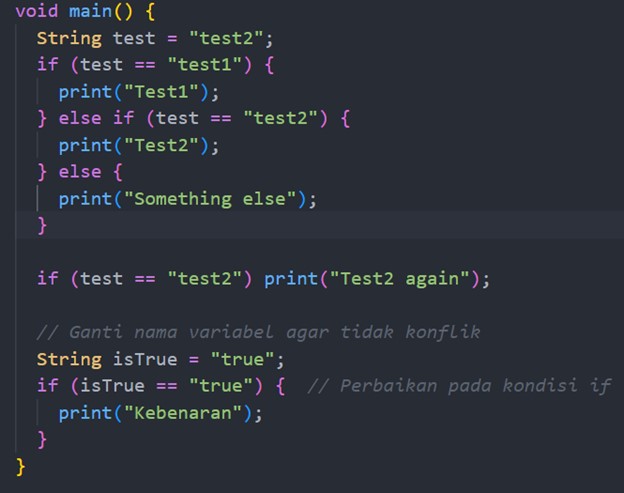 void main() {
  String test = "test2";
  if (test == "test1") {
    print("Test1");
  } else if (test == "test2") {
    print("Test2");
  } else {
    print("Something else");
  }

  if (test == "test2") print("Test2 again");

  // Ganti nama variabel agar tidak konflik
  String isTrue = "true";
  if (isTrue == "true") {  // Perbaikan pada kondisi if
    print("Kebenaran");
  }
}